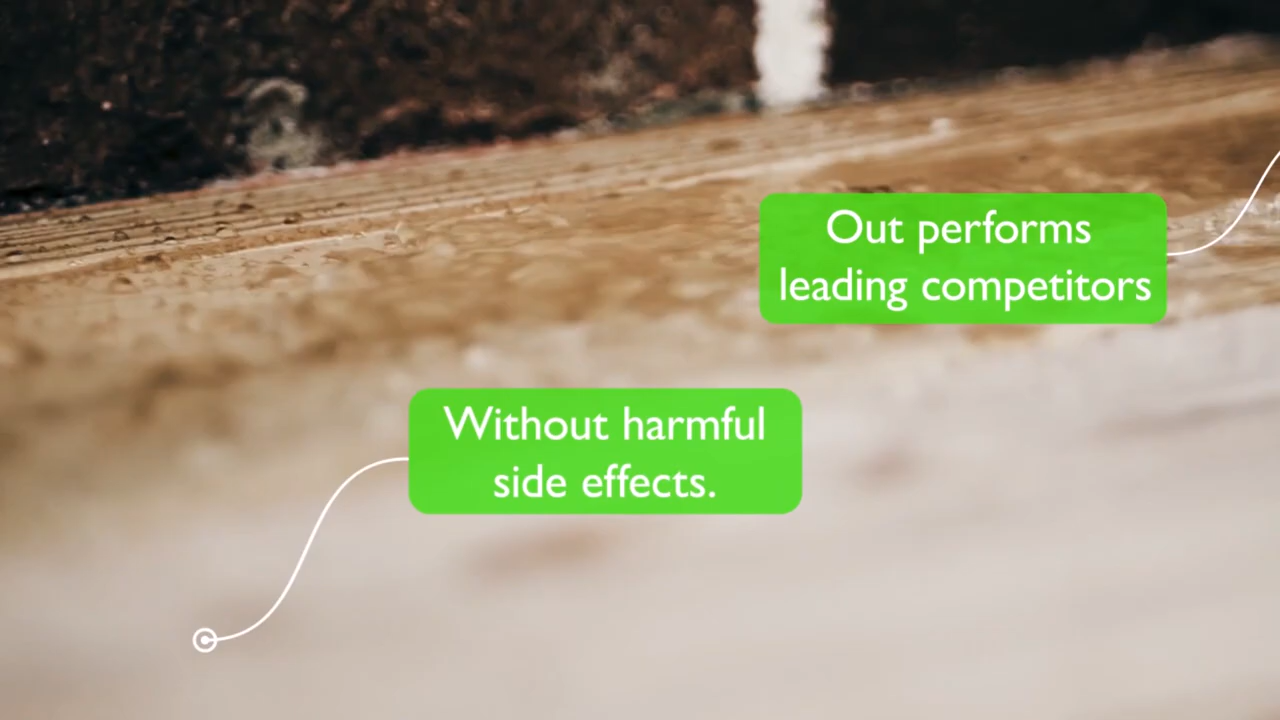 Out performs
leading competitors
Without harmful
side effects.